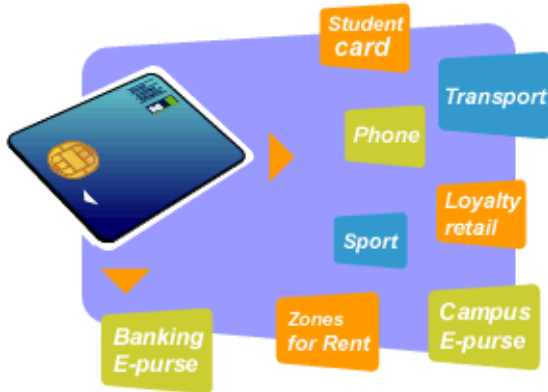 Student
card
Transport
Phone
Loyalty
retail
Sport
Banking
E-purse
Zones
for Rent
Campus
E-purse